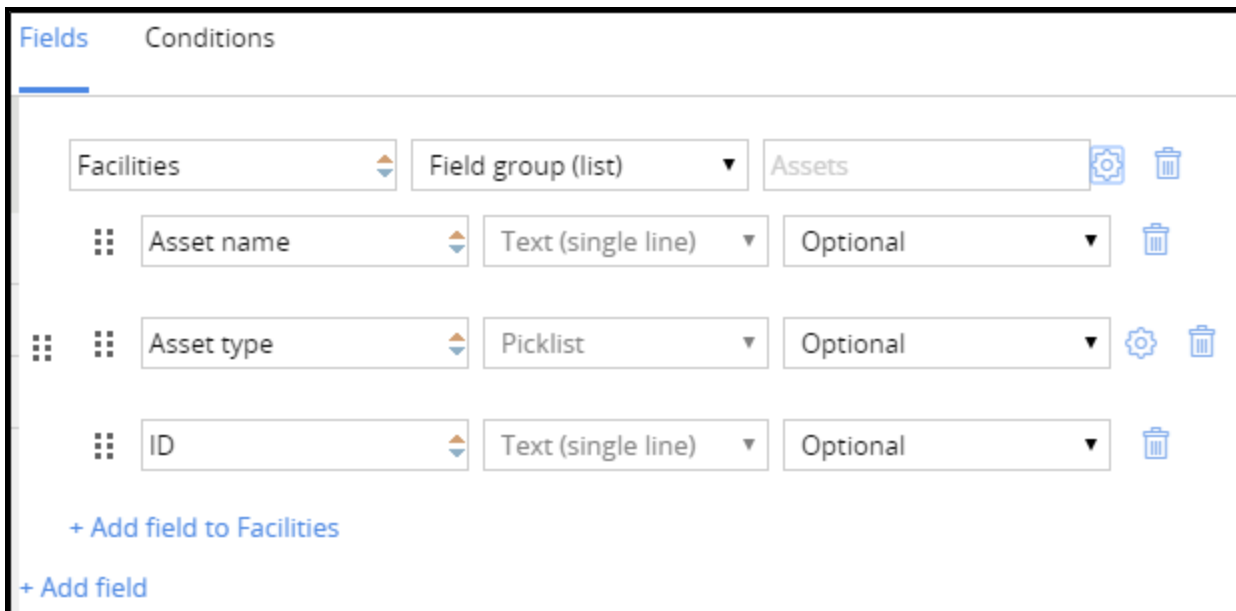 Fields Conditions
Facilities Field group (list) Assets
Asset name Text (single line) Optional
Asset type Picklist Optional
ID Text (single line) Optional
+ Add field to Facilities
+ Add field